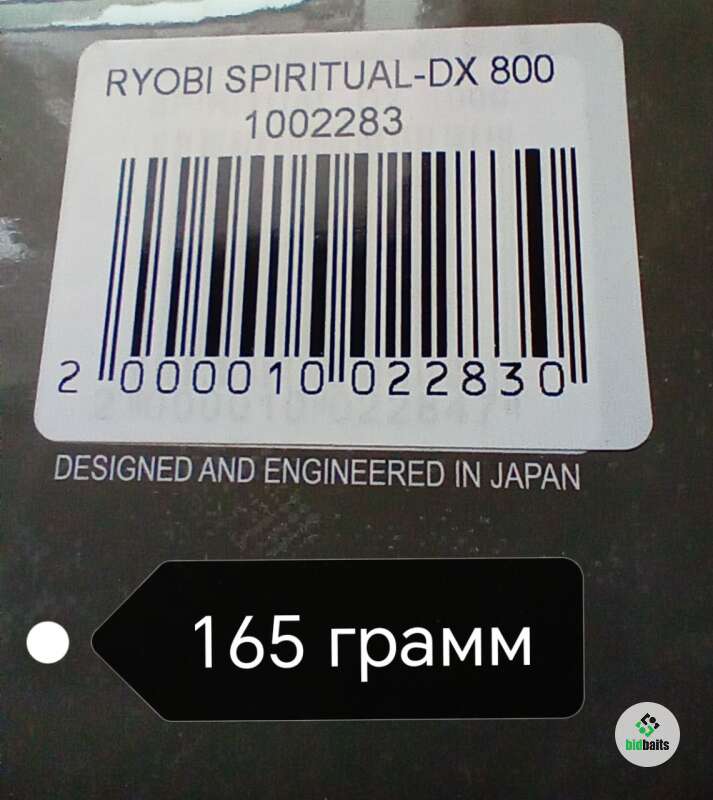 RYOBI SPIRITUAL-DX 800
1002283
2 000010 022830
DESIGNED AND ENGINEERED IN JAPAN
165 грамм
bidbaits